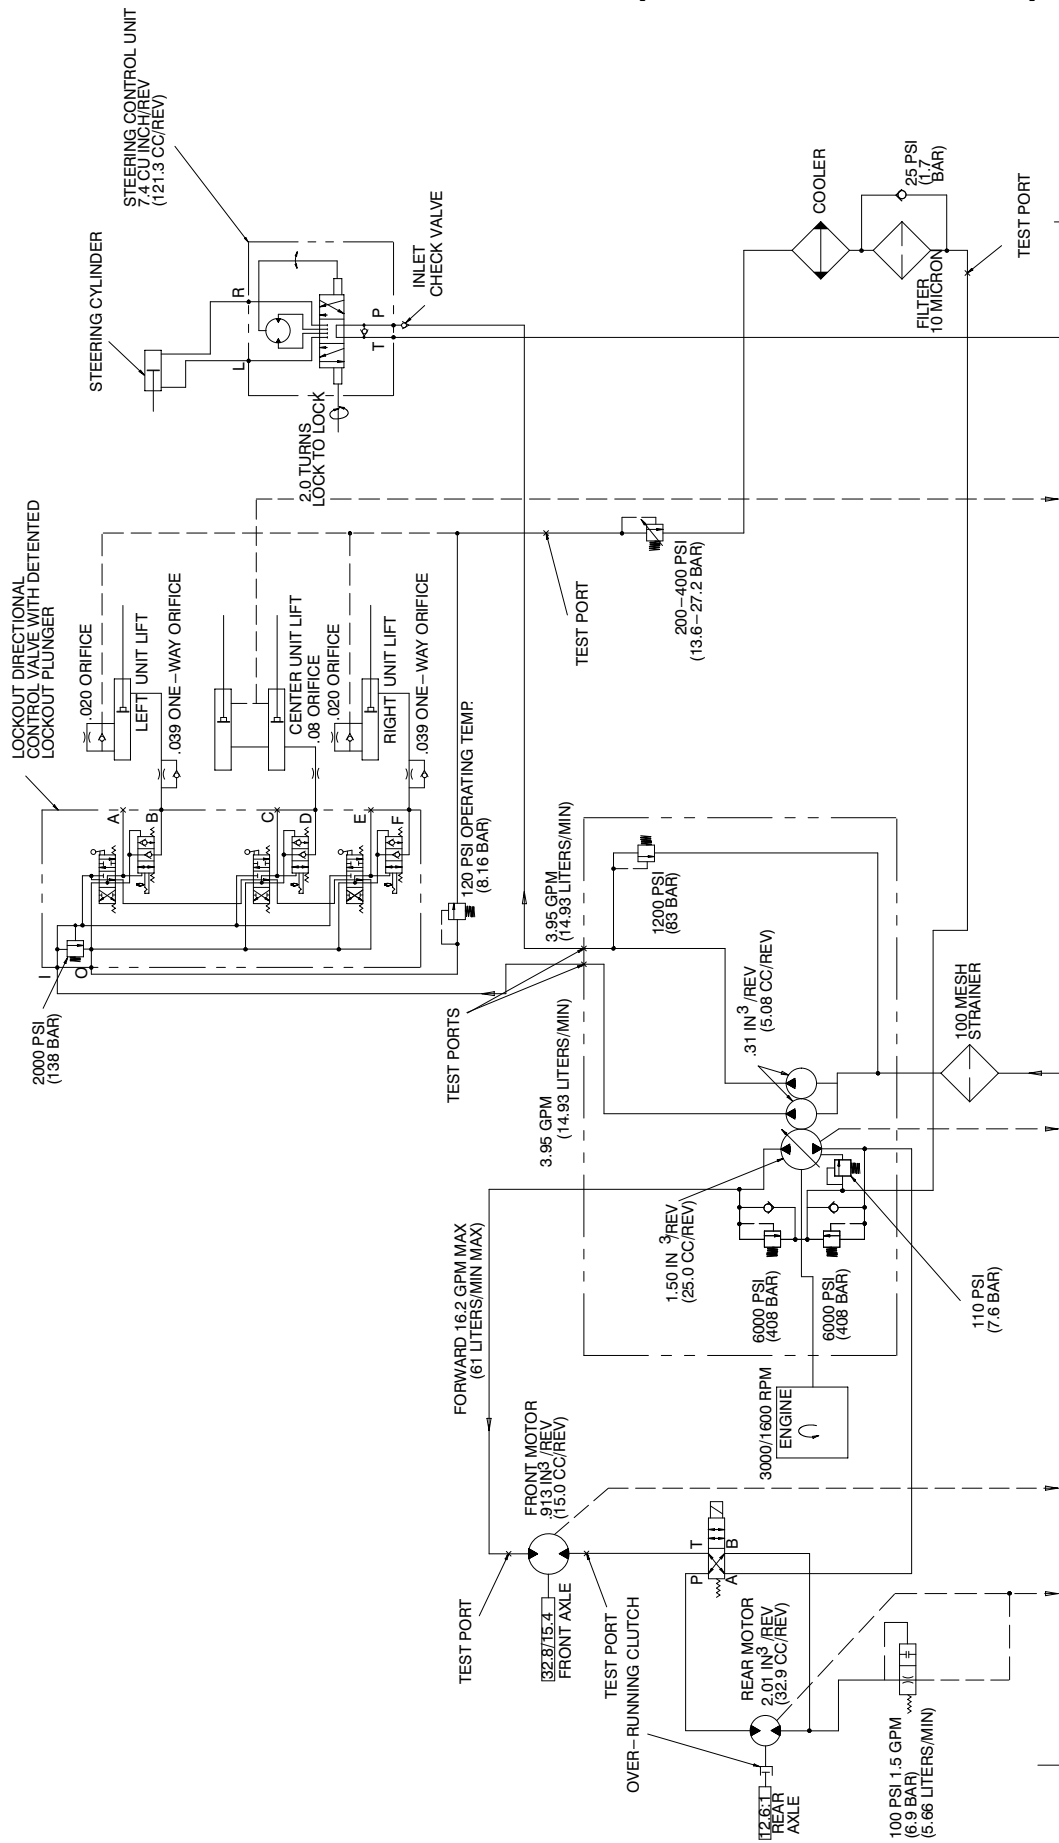 STEERING CONTROL UNIT
7.4 CU INCH/REV
(121.3 CC/REV)
STEERING CYLINDER
R
L
P
T
INLET
CHECK VALVE
2.0 TURNS
LOCK TO LOCK
COOLER
25 PSI
(1.7
BAR)
FILTER
10 MICRON
TEST PORT
LOCKOUT DIRECTIONAL
CONTROL VALVE WITH DETENTED
LOCKOUT PLUNGER
.020 ORIFICE
LEFT UNIT LIFT
.039 ONE-WAY ORIFICE
CENTER UNIT LIFT
.08 ORIFICE
.020 ORIFICE
RIGHT UNIT LIFT
.039 ONE-WAY ORIFICE
A
B
C
D
E
F
I
O
2000 PSI
(138 BAR)
120 PSI OPERATING TEMP.
(8.16 BAR)
TEST PORT
200-400 PSI
(13.6-27.2 BAR)
TEST PORTS
3.95 GPM
(14.93 LITERS/MIN)
3.95 GPM
(14.93 LITERS/MIN)
1200 PSI
(83 BAR)
.31 IN3/REV
(5.08 CC/REV)
100 MESH
STRAINER
1.50 IN3/REV
(25.0 CC/REV)
6000 PSI
(408 BAR)
6000 PSI
(408 BAR)
110 PSI
(7.6 BAR)
FORWARD 16.2 GPM MAX
(61 LITERS/MIN MAX)
3000/1600 RPM
ENGINE
FRONT MOTOR
.913 IN3/REV
(15.0 CC/REV)
TEST PORT
32.8/15.4
FRONT AXLE
TEST PORT
OVER-RUNNING CLUTCH
P
T
A
B
REAR MOTOR
2.01 IN3/REV
(32.9 CC/REV)
12.6:1
REAR
AXLE
100 PSI 1.5 GPM
(6.9 BAR)
(5.66 LITERS/MIN)